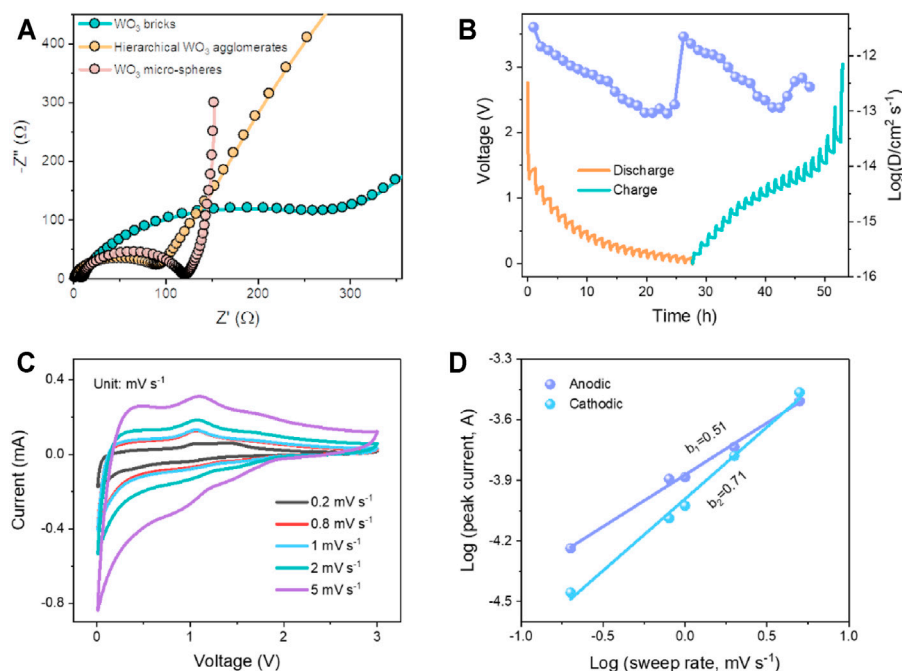 A
WO₃ bricks
Hierarchical WO₃ agglomerates
WO₃ micro-spheres
400
300
200
100
0
0
50
100
150
200
250
300
350
-Z" (Ω)
Z' (Ω)
B
3
2
1
0
Voltage (V)
Discharge
Charge
-12
-13
-14
-15
-16
Log(D/cm² s⁻¹)
0
10
20
30
40
50
Time (h)
C
Unit: mV s⁻¹
0.4
0.0
-0.4
-0.8
Current (mA)
0.2 mV s⁻¹
0.8 mV s⁻¹
1 mV s⁻¹
2 mV s⁻¹
5 mV s⁻¹
0
1
2
3
Voltage (V)
D
Anodic
Cathodic
b₁=0.51
b₂=0.71
-3.3
-3.6
-3.9
-4.2
-4.5
Log (peak current, A)
-1.0
-0.5
0.0
0.5
1.0
Log (sweep rate, mV s⁻¹)